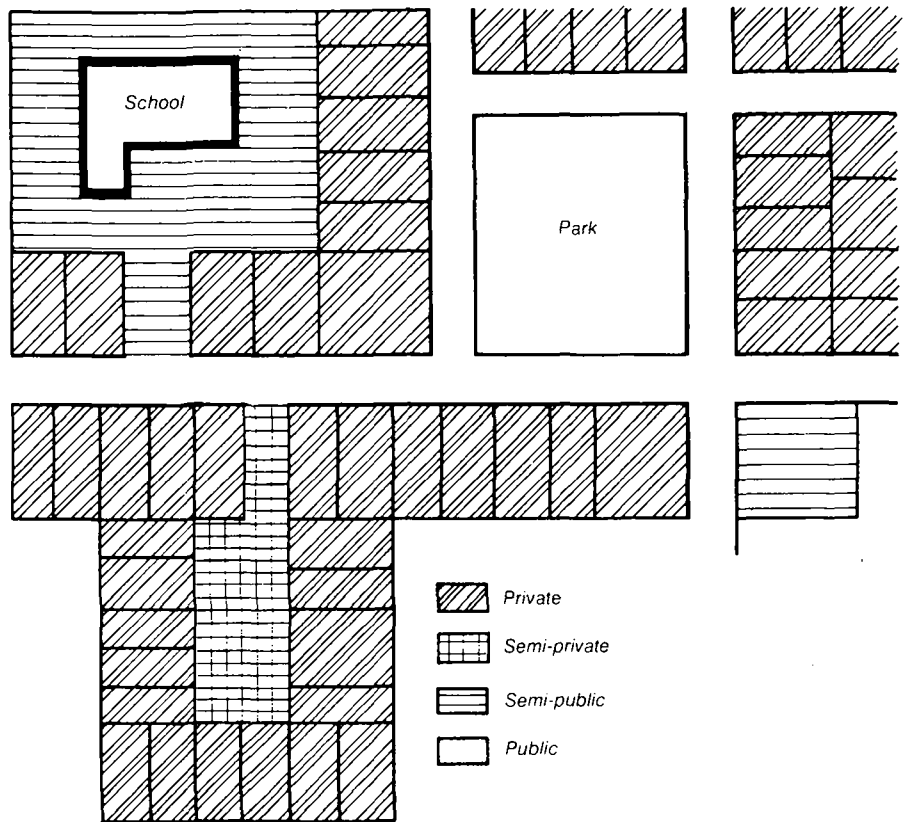 School
Park
Private
Semi-private
Semi-public
Public